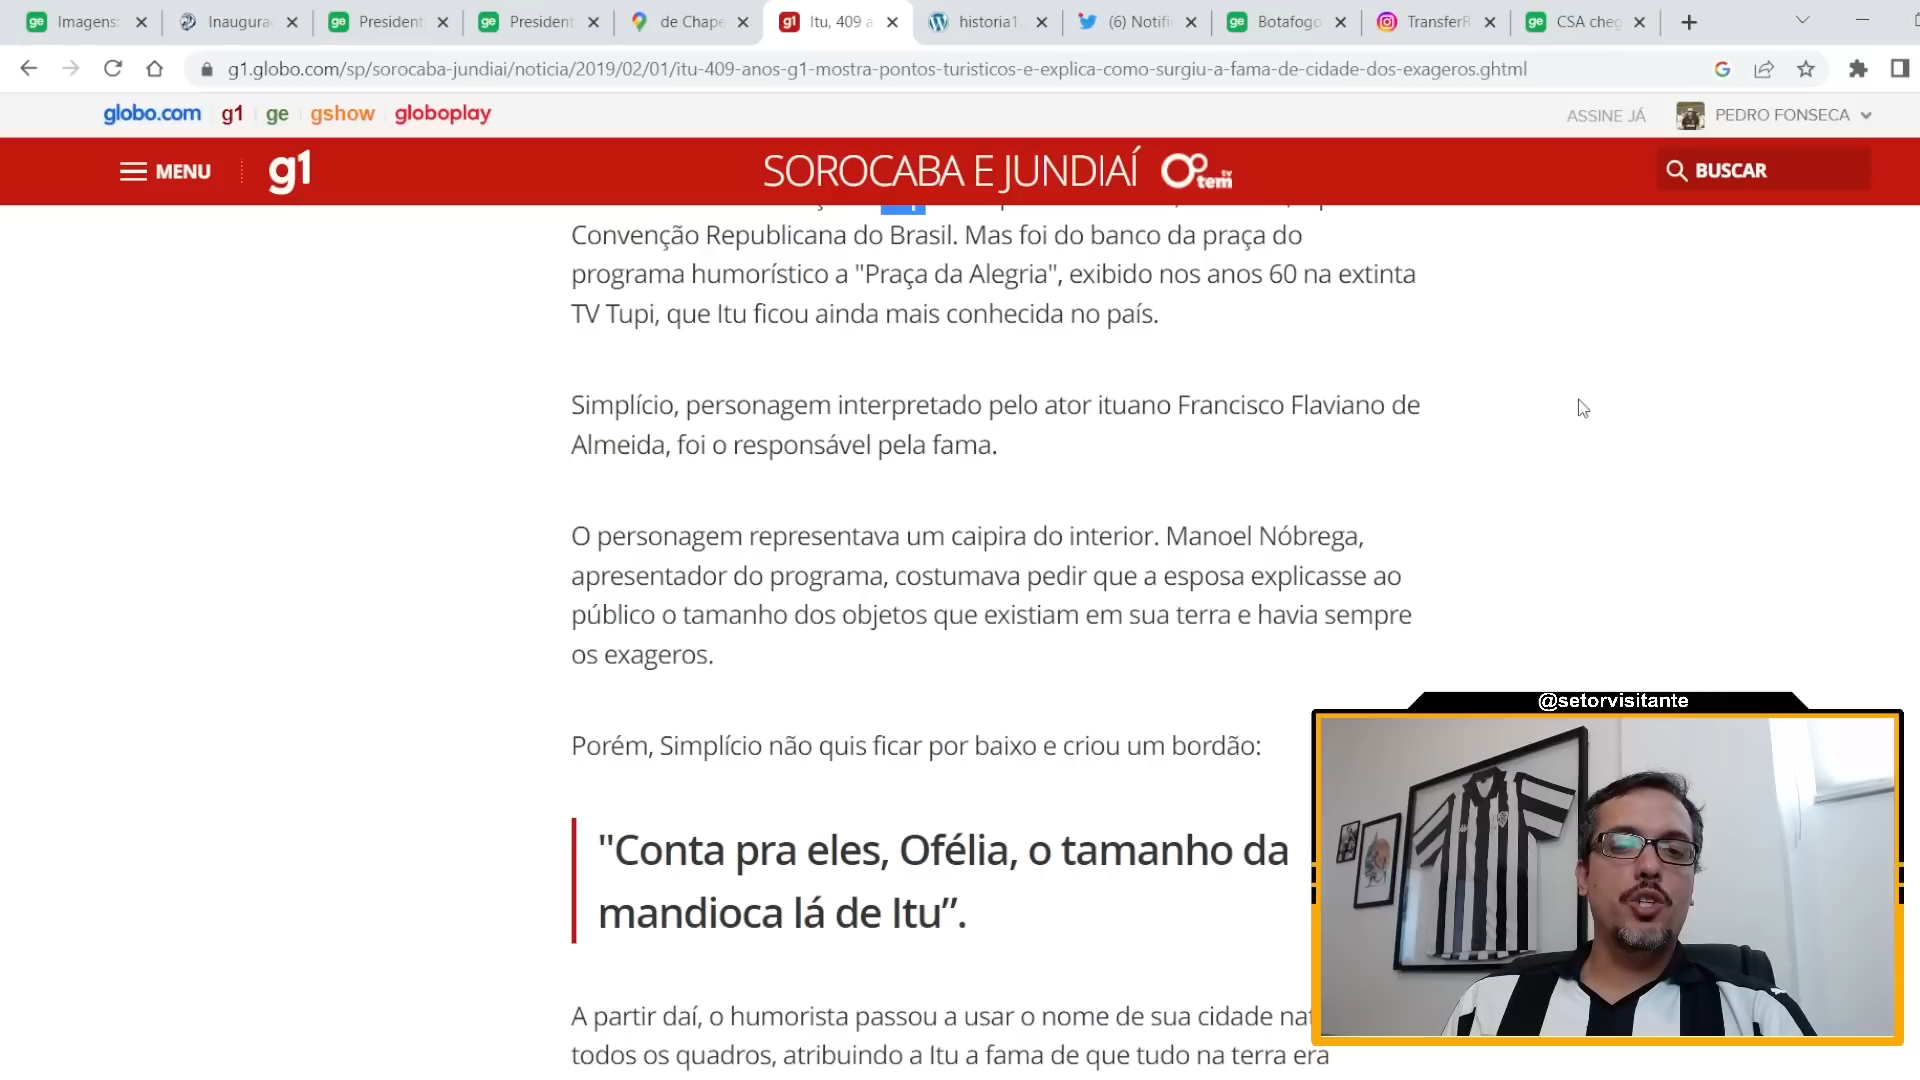 Imagens:
Inaugura
President
President
de Chape
Itu, 409 a
historia1.
(6) Notifi
Botafogo
TransferR
CSA cheg
g1.globo.com/sp/sorocaba-jundiai/noticia/2019/02/01/itu-409-anos-g1-mostra-pontos-turisticos-e-explica-como-surgiu-a-fama-de-cidade-dos-exageros.ghtml
globo.com g1 ge gshow globoplay
ASSINE JÁ
PEDRO FONSECA
MENU
g1
SOROCABA E JUNDIAÍ
tv tem
BUSCAR
Convenção Republicana do Brasil. Mas foi do banco da praça do
programa humorístico a "Praça da Alegria", exibido nos anos 60 na extinta
TV Tupi, que Itu ficou ainda mais conhecida no país.
Simplício, personagem interpretado pelo ator ituano Francisco Flaviano de
Almeida, foi o responsável pela fama.
O personagem representava um caipira do interior. Manoel Nóbrega,
apresentador do programa, costumava pedir que a esposa explicasse ao
público o tamanho dos objetos que existiam em sua terra e havia sempre
os exageros.
Porém, Simplício não quis ficar por baixo e criou um bordão:
"Conta pra eles, Ofélia, o tamanho da
mandioca lá de Itu”.
A partir daí, o humorista passou a usar o nome de sua cidade nat
todos os quadros, atribuindo a Itu a fama de que tudo na terra era
@setorvisitante